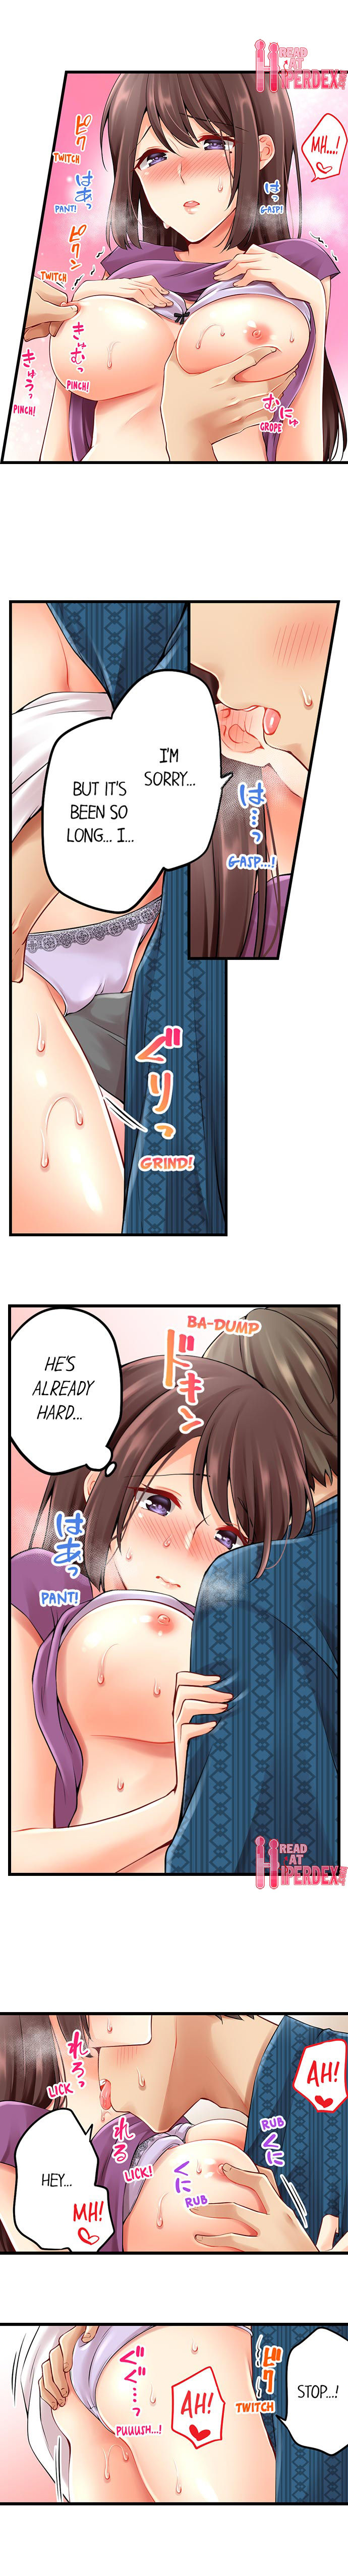 READ
AT
HIPERDEX
MH...!
ピク
TWITCH
はあっ
PANT!
はっ
GASP!
ピクン
TWITCH
きゅむっ
PINCH!
きゅうっ
PINCH!
むにゅ
GROPE
I'M
SORRY...
BUT IT'S
BEEN SO
LONG... I...
は…っ
GASP...!
ぐりっ
GRIND!
BA-DUMP
ドキン
HE'S
ALREADY
HARD...
はあっ
PANT!
READ
AT
HIPERDEX
れろっ
LICK
AH!
れる
LICK!
RUB
くに
くに
RUB
HEY...
MH!
STOP...!
ビク
TWITCH
ぐぐ…っ
PUUUSH...!
AH!